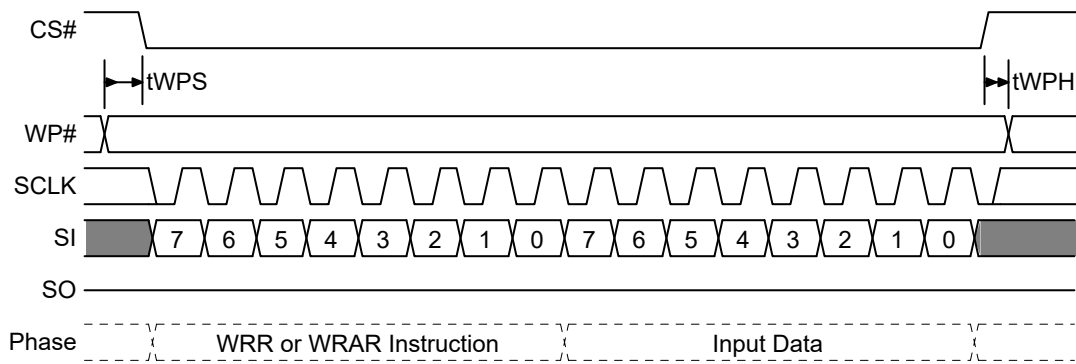 CS#
tWPS tWPH
WP#
SCLK
SI 7 6 5 4 3 2 1 0 7 6 5 4 3 2 1 0
SO
Phase WRR or WRAR Instruction Input Data